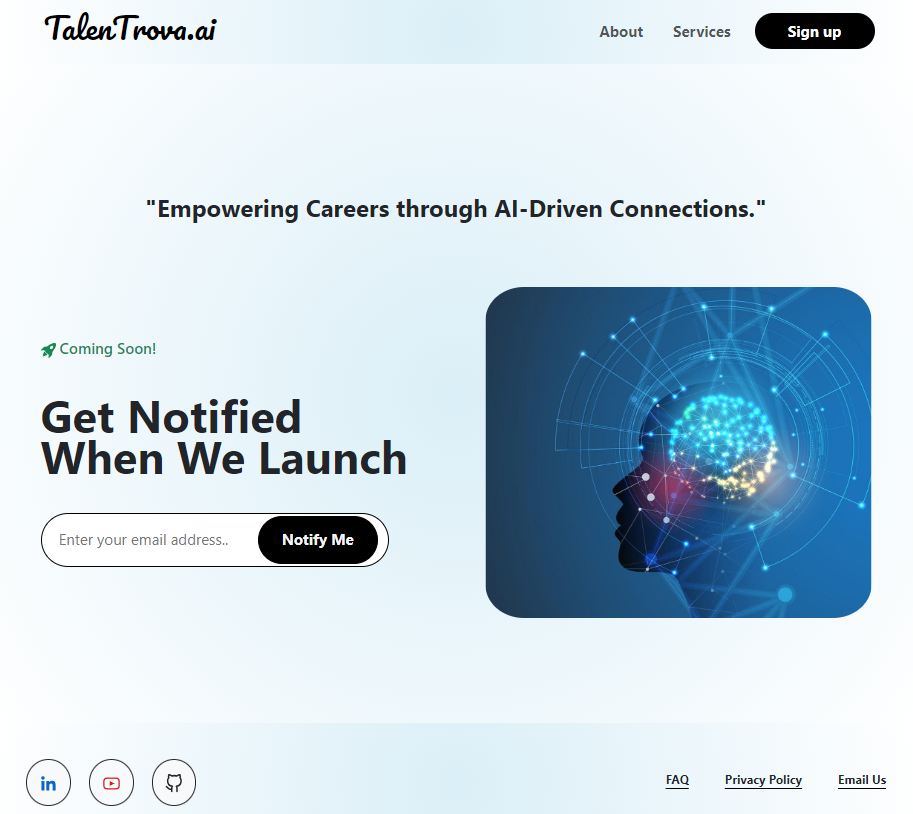 TalenTrova.ai
About
Services
Sign up
"Empowering Careers through AI-Driven Connections."
Coming Soon!
Get Notified
When We Launch
Enter your email address..
Notify Me
in
FAQ
Privacy Policy
Email Us